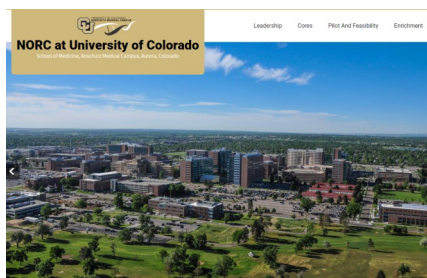 Leadership Cores Pilot And Feasibility Enrichment
NORC at University of Colorado
School of Medicine, Anschutz Medical Campus, Aurora, Colorado